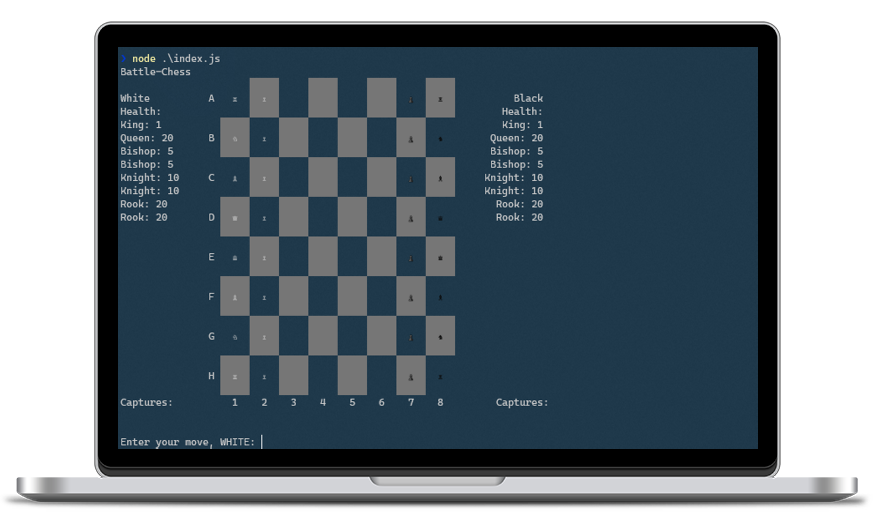 node .\index.js
Battle-Chess
White
Health:
King: 1
Queen: 20
Bishop: 5
Bishop: 5
Knight: 10
Knight: 10
Rook: 20
Rook: 20
A
B
C
D
E
F
G
H
Black
Health:
King: 1
Queen: 20
Bishop: 5
Bishop: 5
Knight: 10
Knight: 10
Rook: 20
Rook: 20
Captures: 1 2 3 4 5 6 7 8 Captures:
Enter your move, WHITE: